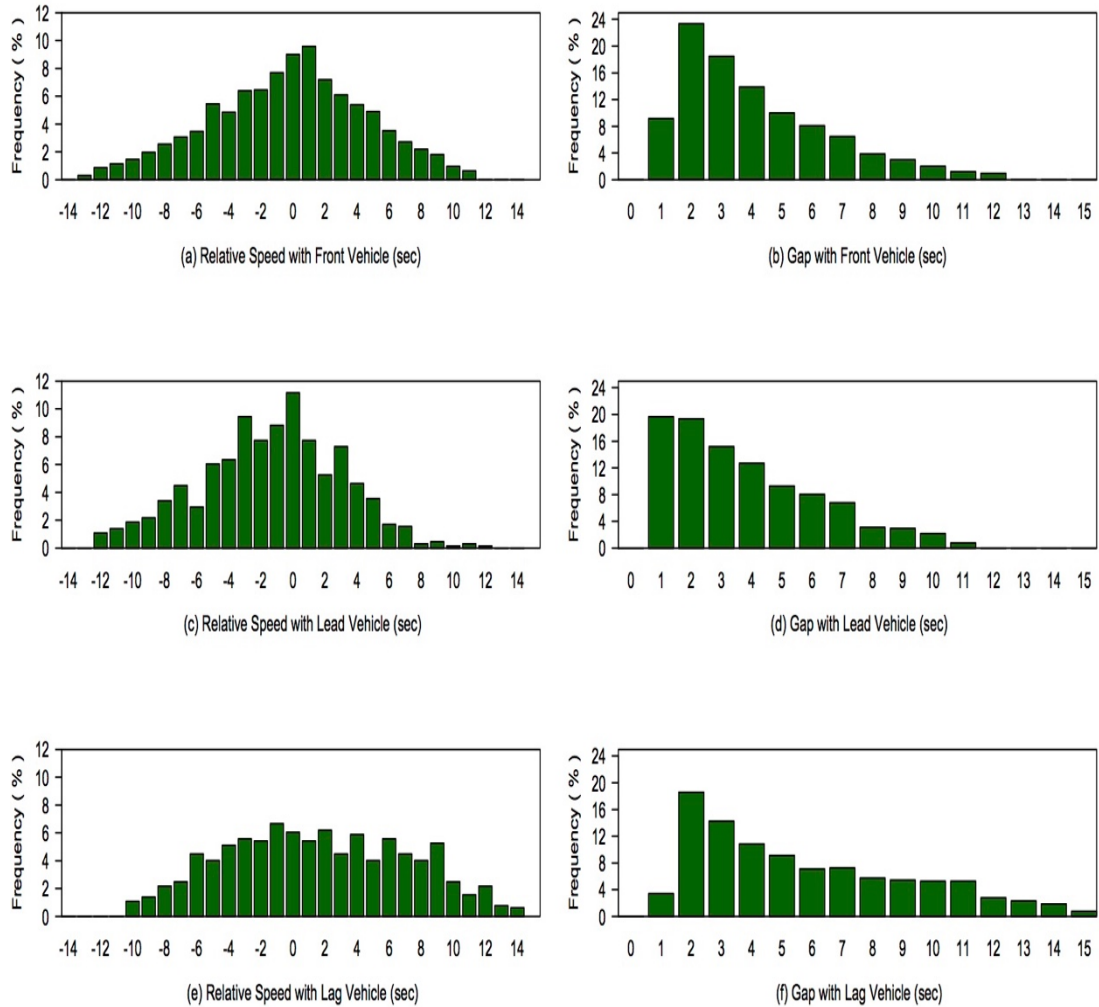 12
10
8
6
4
2
0
Frequency ( % )
-14 -12 -10 -8 -6 -4 -2 0 2 4 6 8 10 12 14
(a) Relative Speed with Front Vehicle (sec)
24
20
16
12
8
4
0
Frequency ( % )
0 1 2 3 4 5 6 7 8 9 10 11 12 13 14 15
(b) Gap with Front Vehicle (sec)
12
10
8
6
4
2
0
Frequency ( % )
-14 -12 -10 -8 -6 -4 -2 0 2 4 6 8 10 12 14
(c) Relative Speed with Lead Vehicle (sec)
24
20
16
12
8
4
0
Frequency ( % )
0 1 2 3 4 5 6 7 8 9 10 11 12 13 14 15
(d) Gap with Lead Vehicle (sec)
12
10
8
6
4
2
0
Frequency ( % )
-14 -12 -10 -8 -6 -4 -2 0 2 4 6 8 10 12 14
(e) Relative Speed with Lag Vehicle (sec)
24
20
16
12
8
4
0
Frequency ( % )
0 1 2 3 4 5 6 7 8 9 10 11 12 13 14 15
(f) Gap with Lag Vehicle (sec)